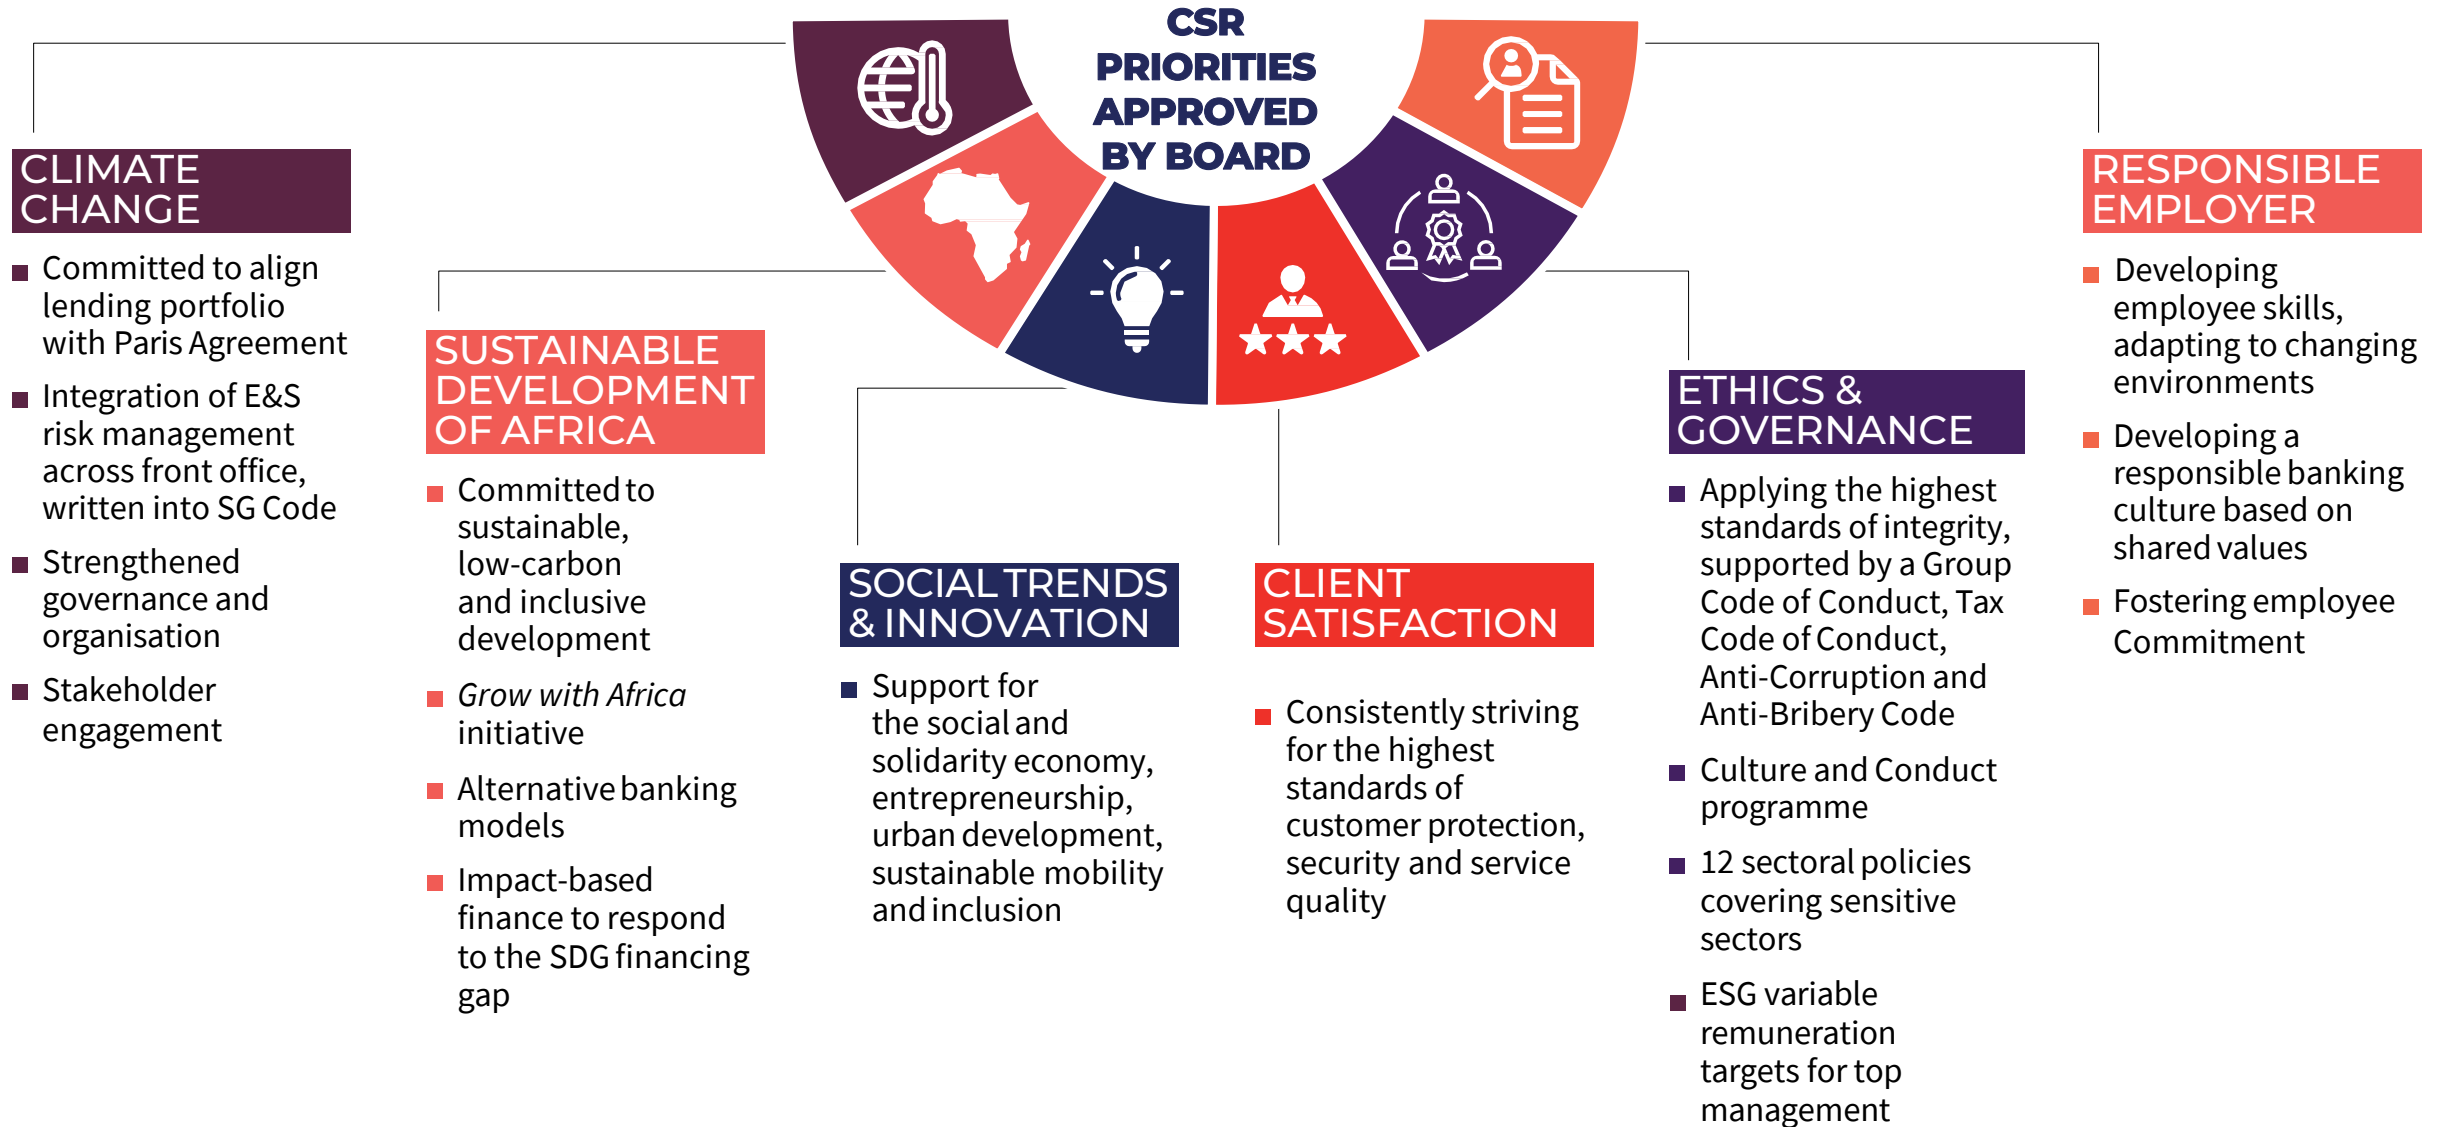 CSR
PRIORITIES
APPROVED
BY BOARD
CLIMATE
CHANGE
Committed to align
lending portfolio
with Paris Agreement
Integration of E&S
risk management
across front office,
written into SG Code
Strengthened
governance and
organisation
Stakeholder
engagement
SUSTAINABLE
DEVELOPMENT
OF AFRICA
Committed to
sustainable,
low-carbon
and inclusive
development
Grow with Africa
initiative
Alternative banking
models
Impact-based
finance to respond
to the SDG financing
gap
SOCIAL TRENDS
& INNOVATION
Support for
the social and
solidarity economy,
entrepreneurship,
urban development,
sustainable mobility
and inclusion
CLIENT
SATISFACTION
Consistently striving
for the highest
standards of
customer protection,
security and service
quality
ETHICS &
GOVERNANCE
Applying the highest
standards of integrity,
supported by a Group
Code of Conduct, Tax
Code of Conduct,
Anti-Corruption and
Anti-Bribery Code
Culture and Conduct
programme
12 sectoral policies
covering sensitive
sectors
ESG variable
remuneration
targets for top
management
RESPONSIBLE
EMPLOYER
Developing
employee skills,
adapting to changing
environments
Developing a
responsible banking
culture based on
shared values
Fostering employee
Commitment